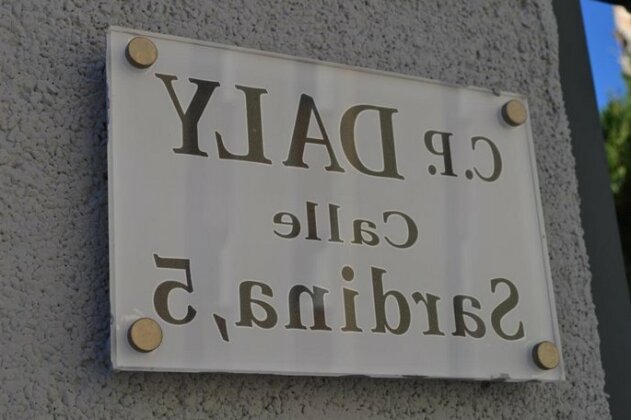 C.P. DALY
Calle
Sardina, 5